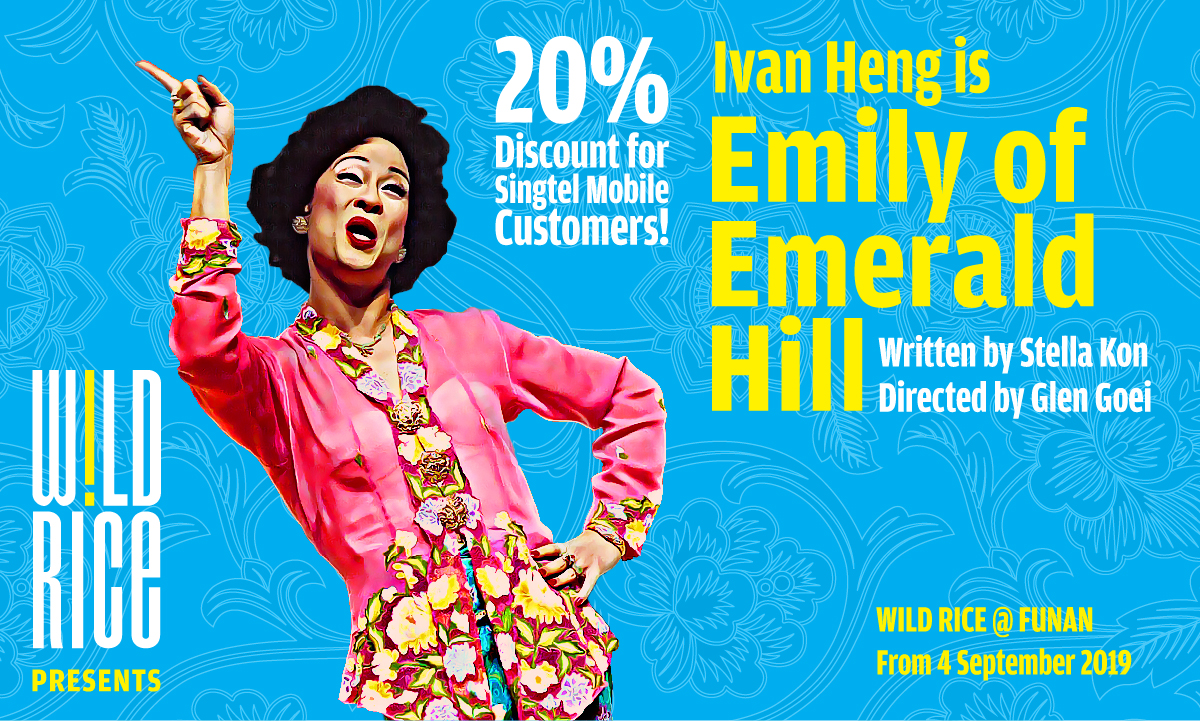 20%
Discount for
Singtel Mobile
Customers!
Ivan Heng is
Emily of
Emerald
Hill
Written by Stella Kon
Directed by Glen Goei
W!LD
RICE
PRESENTS
WILD RICE @ FUNAN
From 4 September 2019